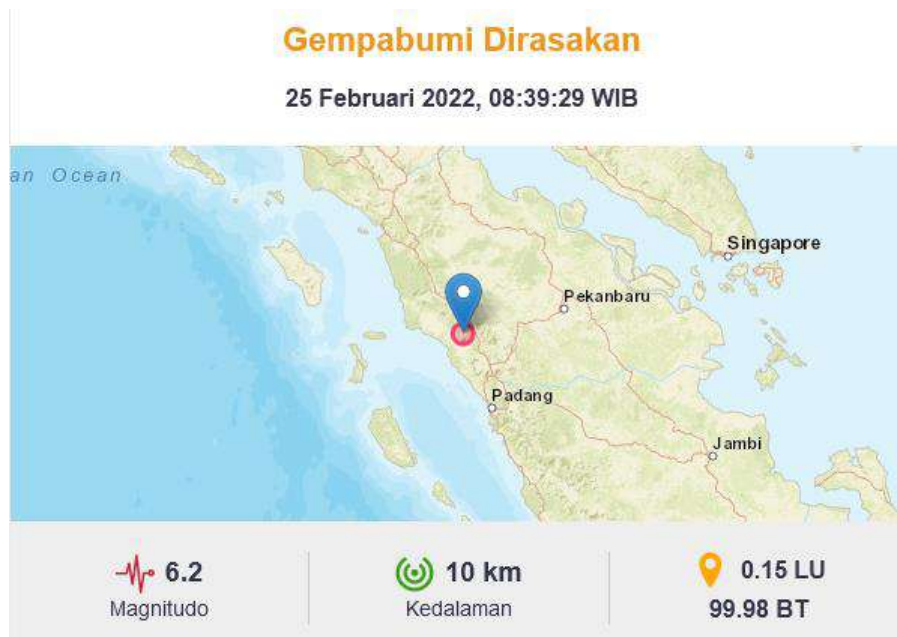 Gempabumi Dirasakan
25 Februari 2022, 08:39:29 WIB
an Ocean
Singapore
Pekanbaru
Padang
Jambi
6.2
Magnitudo
10 km
Kedalaman
0.15 LU
99.98 BT